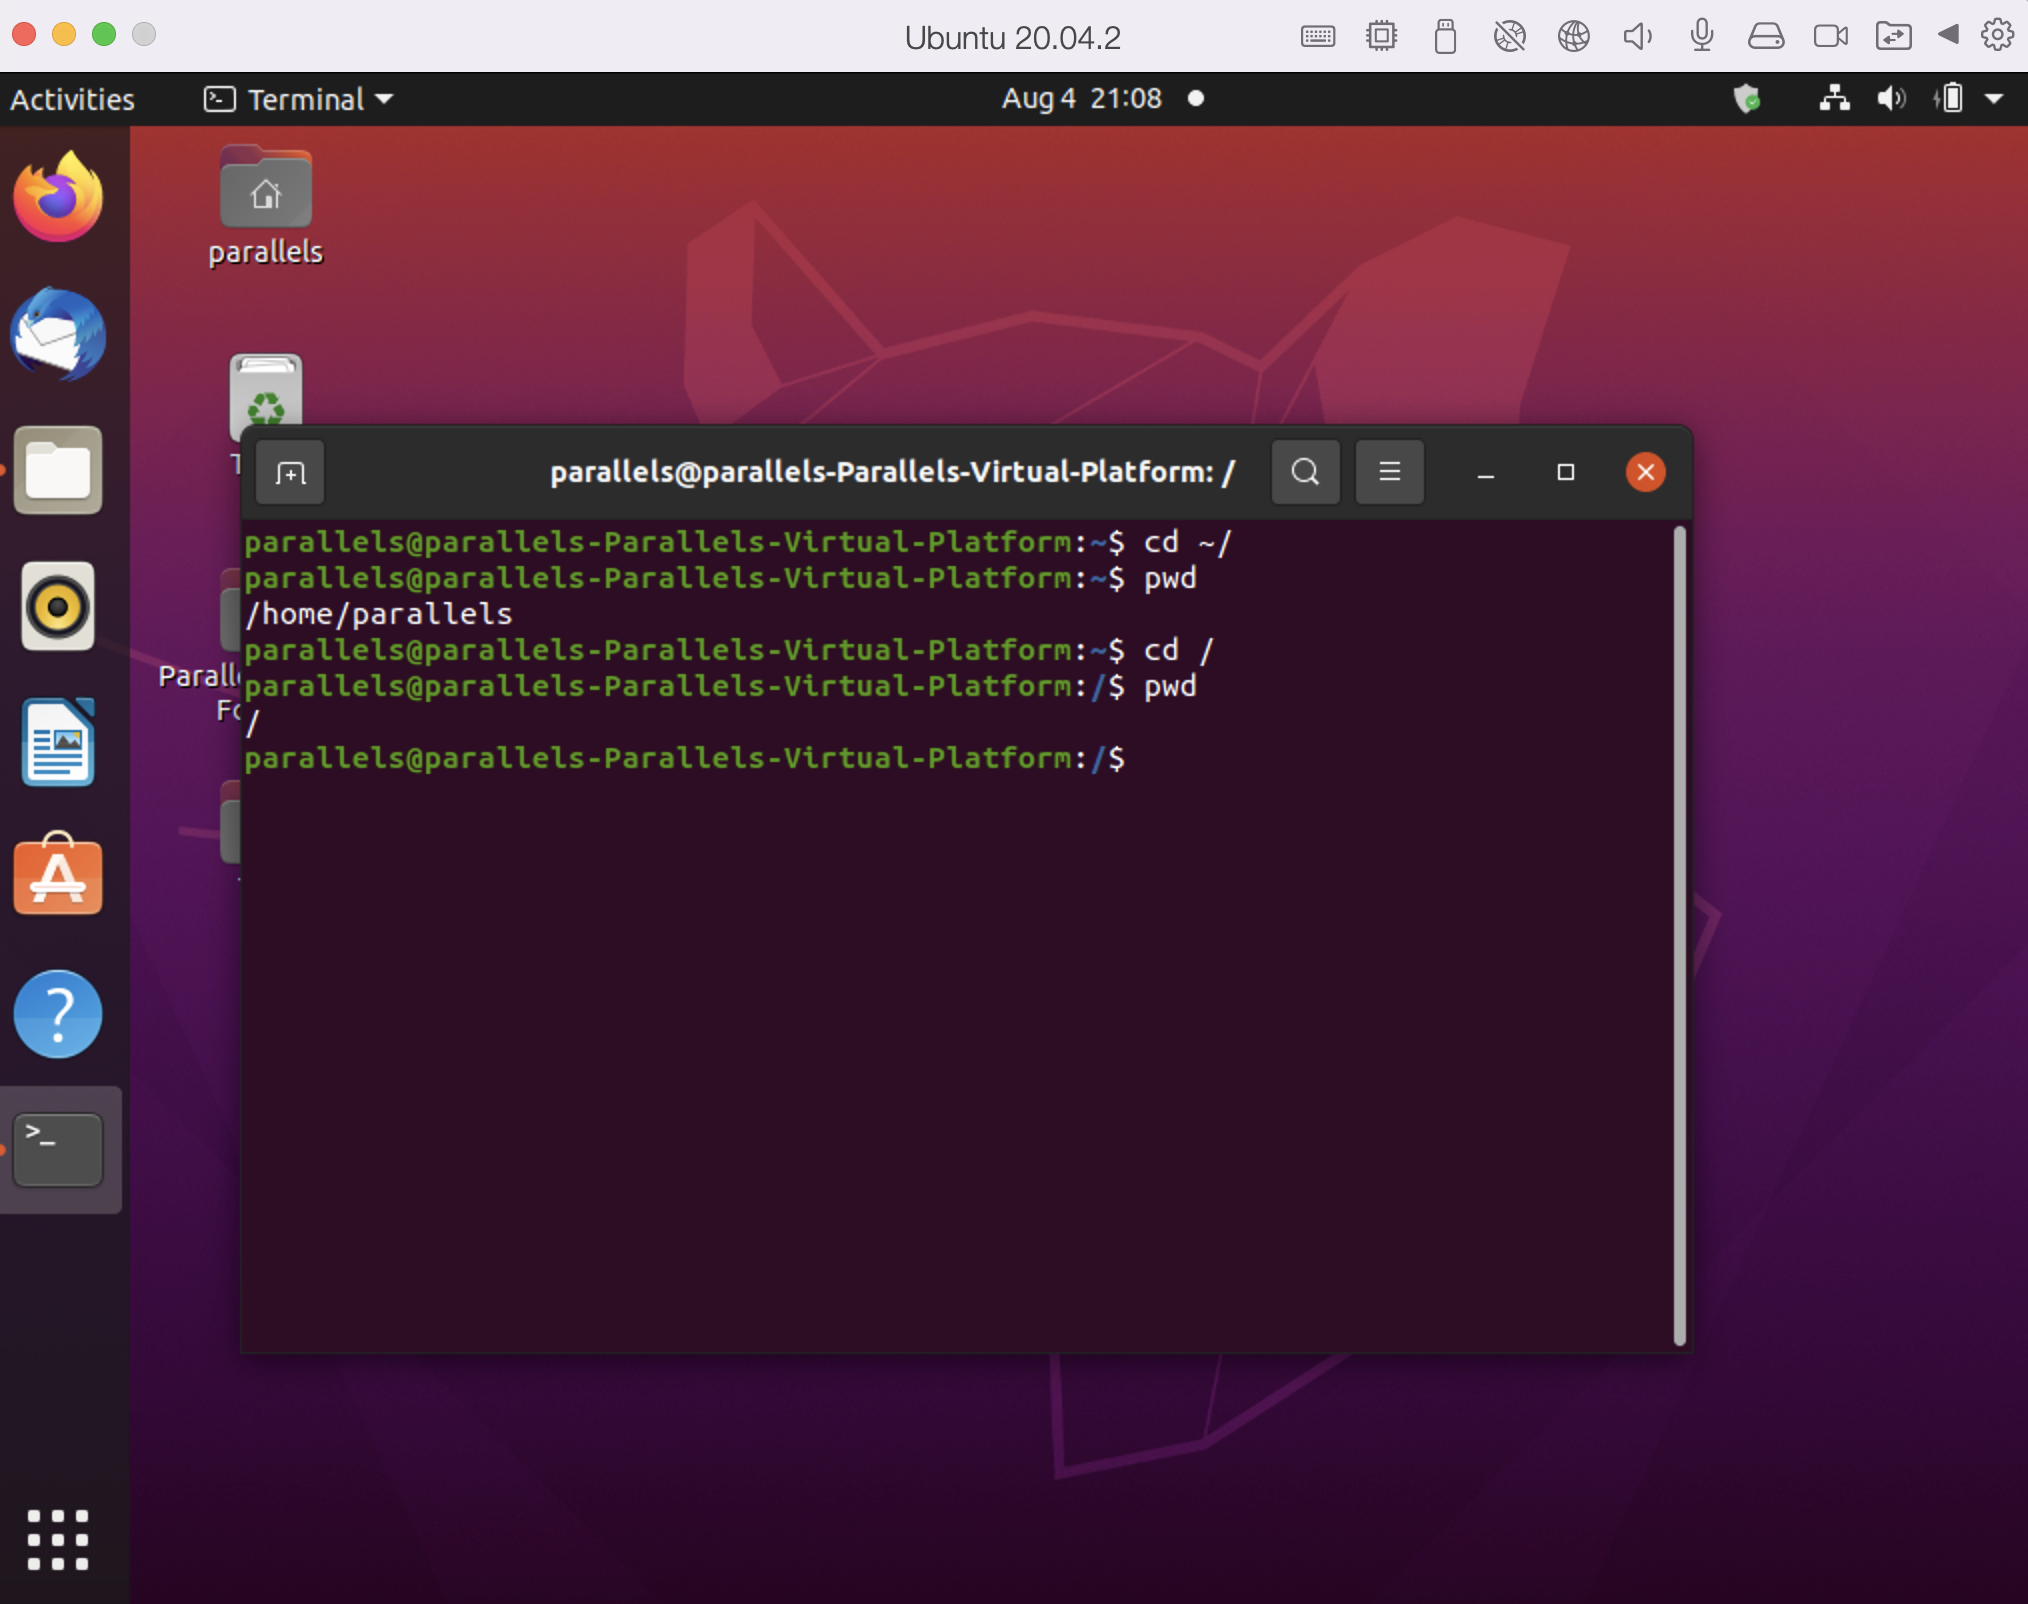 Ubuntu 20.04.2
Activities
Terminal
Aug 4 21:08
parallels
parallels@parallels-Parallels-Virtual-Platform: /
parallels@parallels-Parallels-Virtual-Platform:~$ cd ~/
parallels@parallels-Parallels-Virtual-Platform:~$ pwd
/home/parallels
parallels@parallels-Parallels-Virtual-Platform:~$ cd /
parallels@parallels-Parallels-Virtual-Platform:/$ pwd
/
parallels@parallels-Parallels-Virtual-Platform:/$